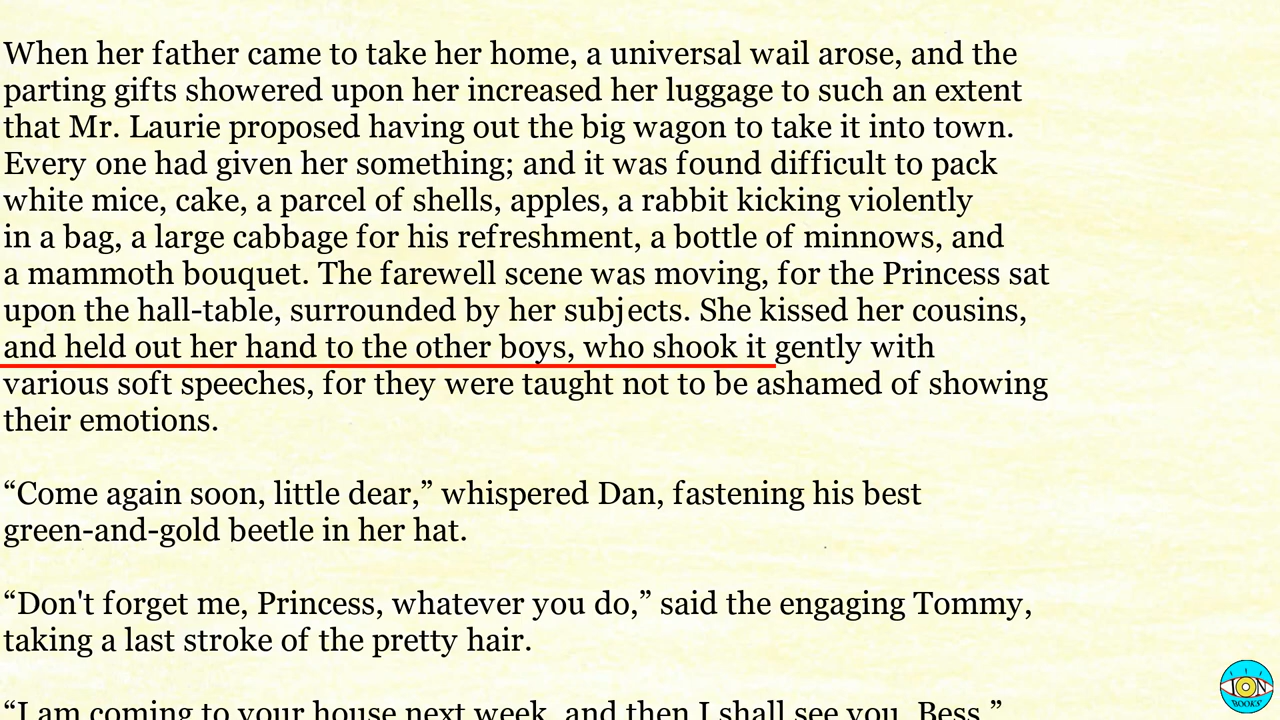 When her father came to take her home, a universal wail arose, and the
parting gifts showered upon her increased her luggage to such an extent
that Mr. Laurie proposed having out the big wagon to take it into town.
Every one had given her something; and it was found difficult to pack
white mice, cake, a parcel of shells, apples, a rabbit kicking violently
in a bag, a large cabbage for his refreshment, a bottle of minnows, and
a mammoth bouquet. The farewell scene was moving, for the Princess sat
upon the hall-table, surrounded by her subjects. She kissed her cousins,
and held out her hand to the other boys, who shook it gently with
various soft speeches, for they were taught not to be ashamed of showing
their emotions.
“Come again soon, little dear,” whispered Dan, fastening his best
green-and-gold beetle in her hat.
“Don't forget me, Princess, whatever you do,” said the engaging Tommy,
taking a last stroke of the pretty hair.
“I am coming to your house next week, and then I shall see you, Bess,”
ION
BOOKS